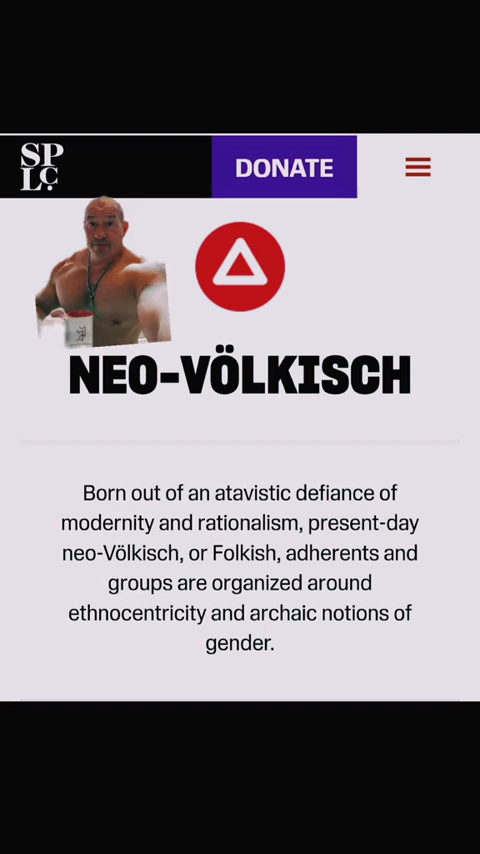 SP
Lc.
DONATE
NEO-VÖLKISCH
Born out of an atavistic defiance of
modernity and rationalism, present-day
neo-Völkisch, or Folkish, adherents and
groups are organized around
ethnocentricity and archaic notions of
gender.